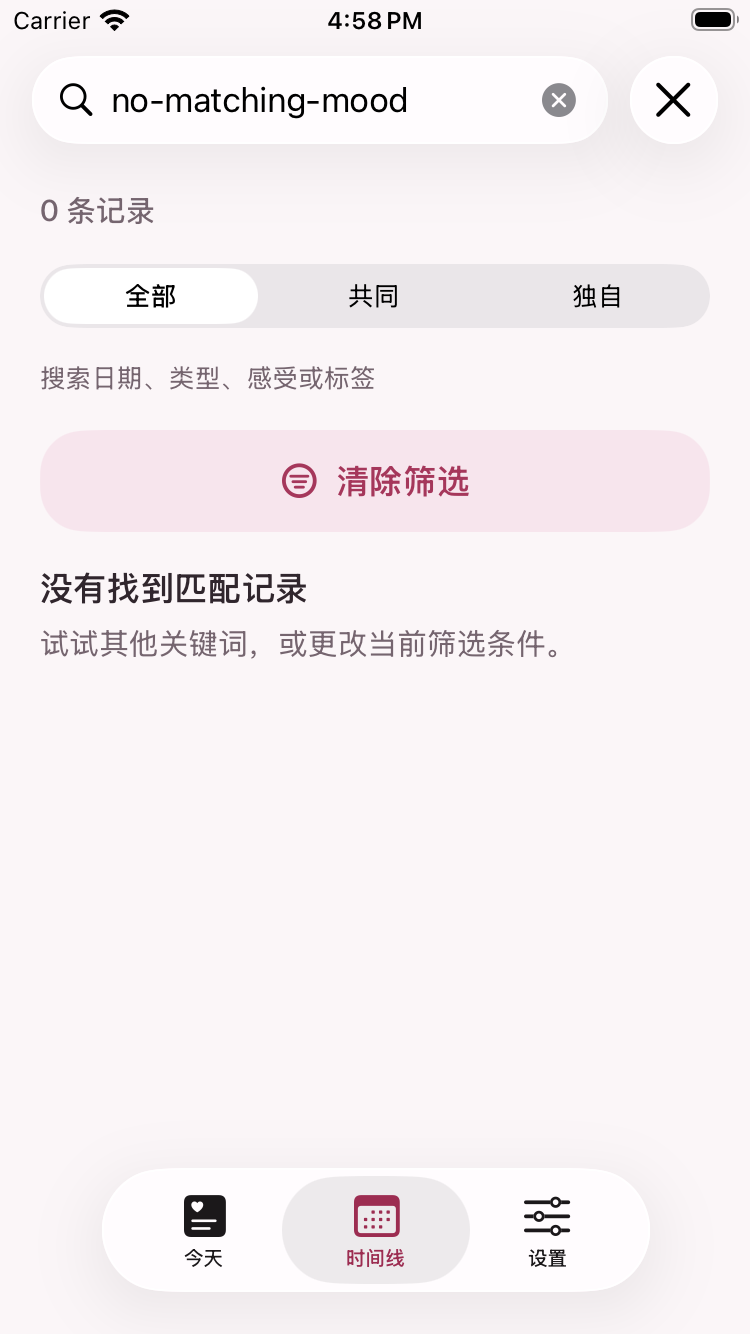 Carrier 4:58 PM
no-matching-mood
0 条记录
全部 共同 独自
搜索日期、类型、感受或标签
清除筛选
没有找到匹配记录
试试其他关键词，或更改当前筛选条件。
今天 时间线 设置